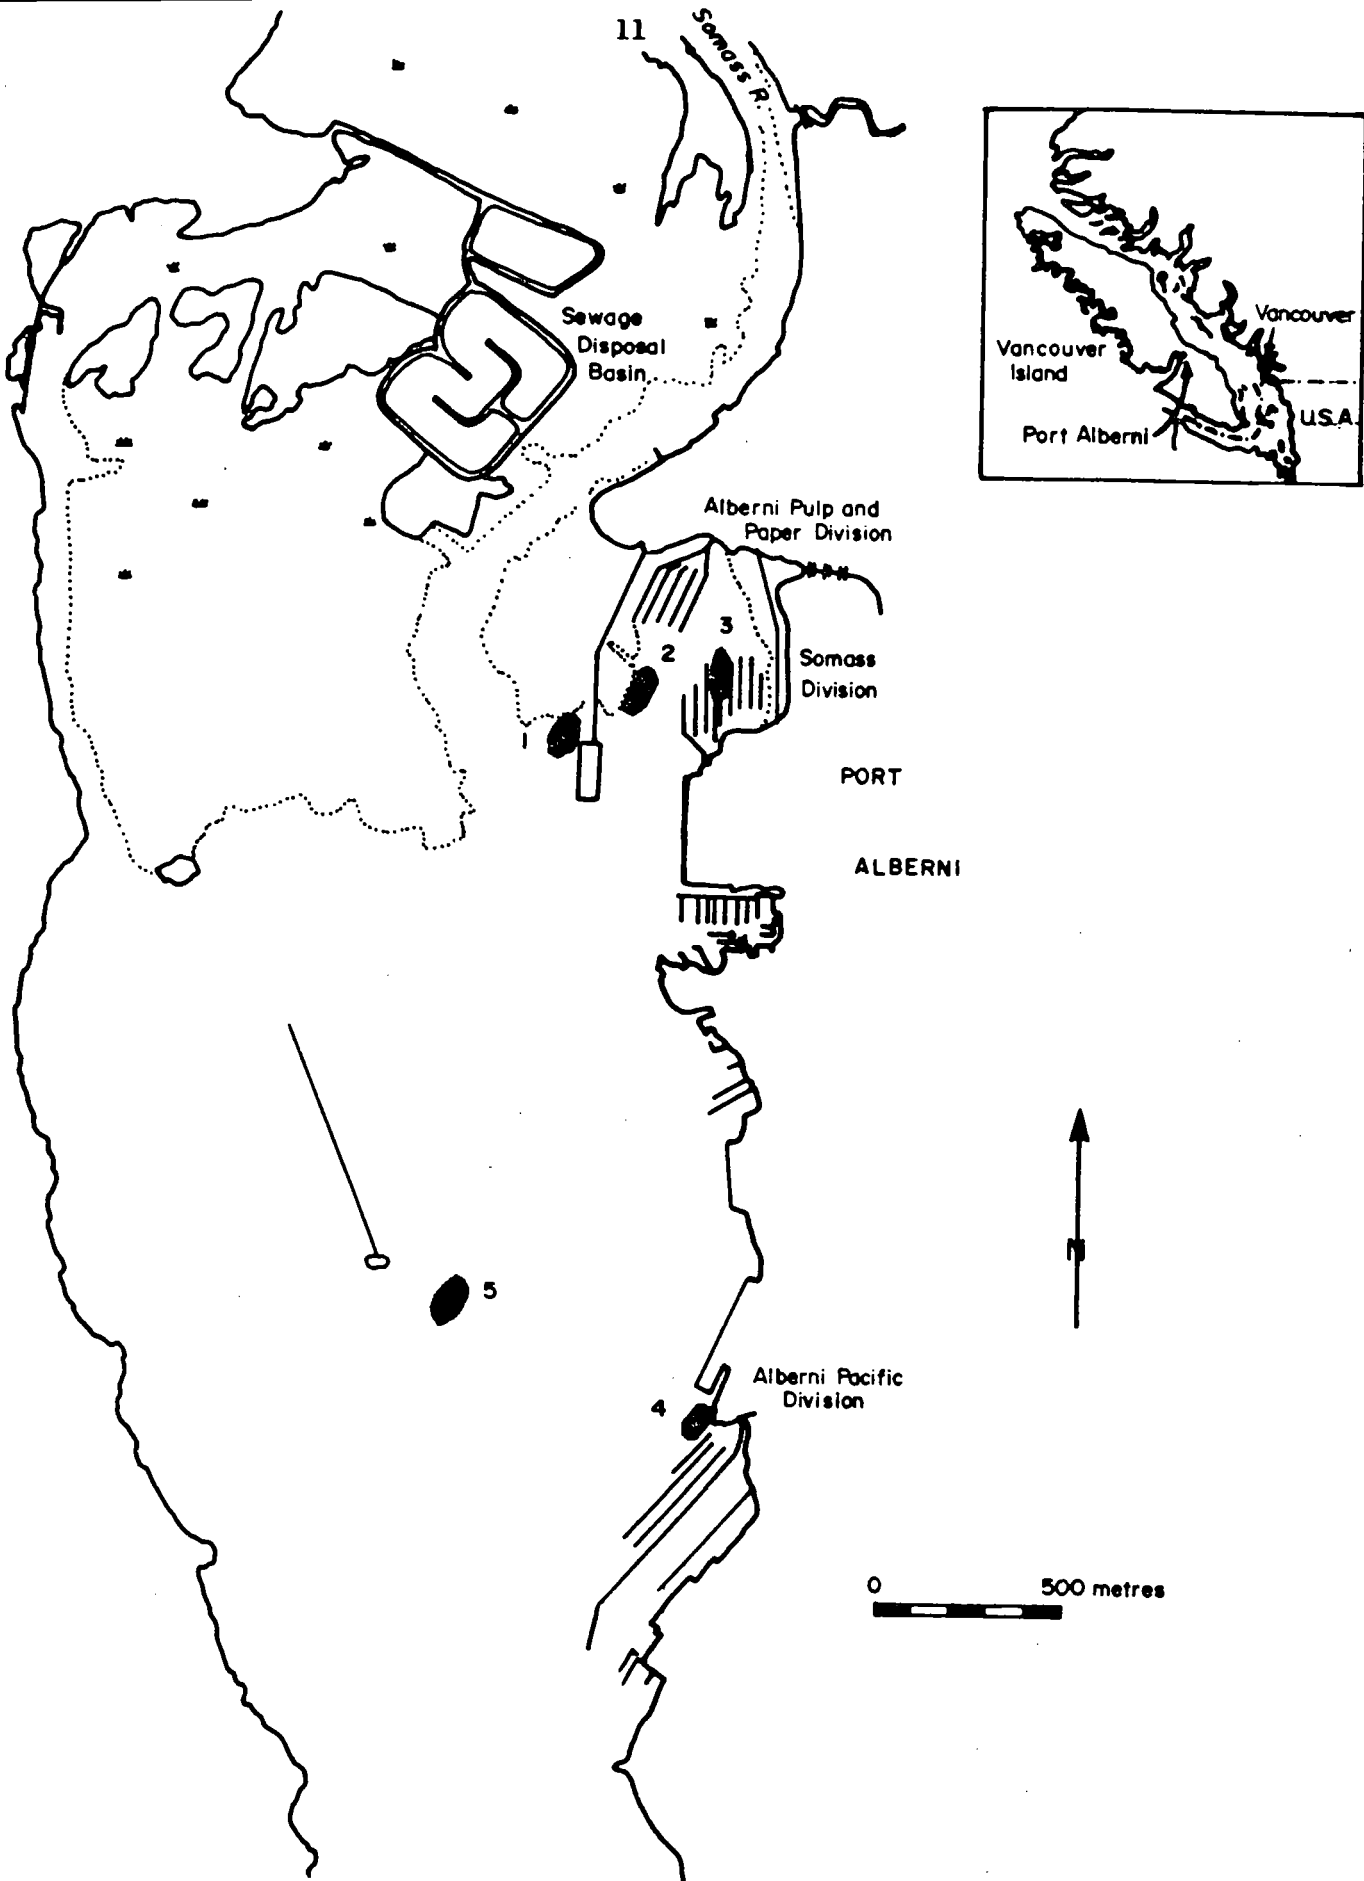 11
Somass R.
Vancouver
Vancouver
Island
U.S.A.
Port Alberni
Sewage
Disposal
Basin
Alberni Pulp and
Paper Division
3
2
Somass
Division
PORT
ALBERNI
N
5
Alberni Pacific
Division
4
0 500 metres